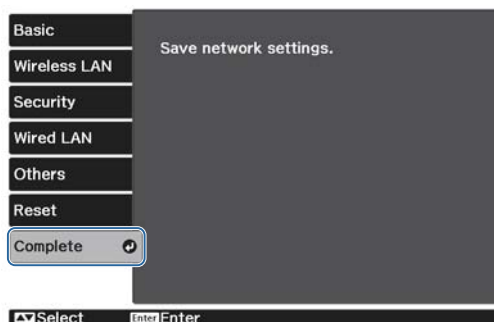 Basic
Save network settings.
Wireless LAN
Security
Wired LAN
Others
Reset
Complete
Select Enter Enter